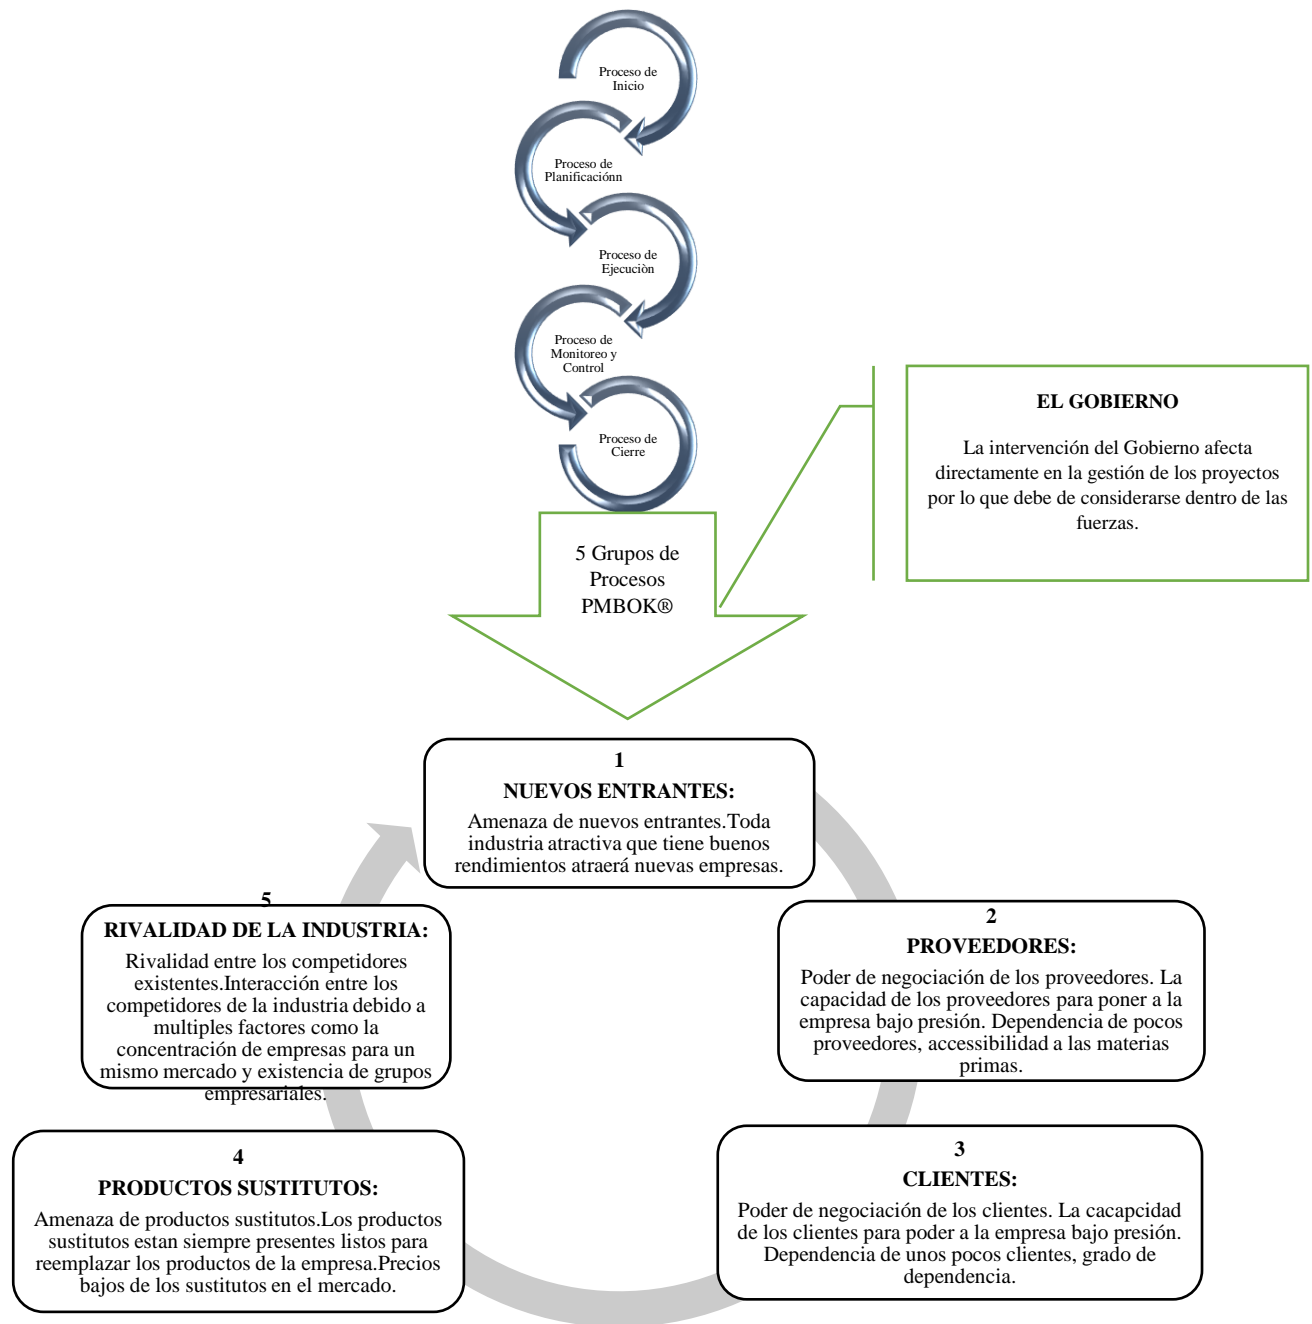 Proceso de
Inicio
Proceso de
Planificaciónn
Proceso de
Ejecuciòn
Proceso de
Monitoreo y
Control
Proceso de
Cierre
5 Grupos de
Procesos
PMBOK®
EL GOBIERNO
La intervención del Gobierno afecta
directamente en la gestión de los proyectos
por lo que debe de considerarse dentro de las
fuerzas.
1
NUEVOS ENTRANTES:
Amenaza de nuevos entrantes.Toda
industria atractiva que tiene buenos
rendimientos atraerá nuevas empresas.
2
PROVEEDORES:
Poder de negociación de los proveedores. La
capacidad de los proveedores para poner a la
empresa bajo presión. Dependencia de pocos
proveedores, accessibilidad a las materias
primas.
3
CLIENTES:
Poder de negociación de los clientes. La cacapcidad
de los clientes para poder a la empresa bajo presión.
Dependencia de unos pocos clientes, grado de
dependencia.
4
PRODUCTOS SUSTITUTOS:
Amenaza de productos sustitutos.Los productos
sustitutos estan siempre presentes listos para
reemplazar los productos de la empresa.Precios
bajos de los sustitutos en el mercado.
5
RIVALIDAD DE LA INDUSTRIA:
Rivalidad entre los competidores
existentes.Interacción entre los
competidores de la industria debido a
multiples factores como la
concentración de empresas para un
mismo mercado y existencia de grupos
empresariales.